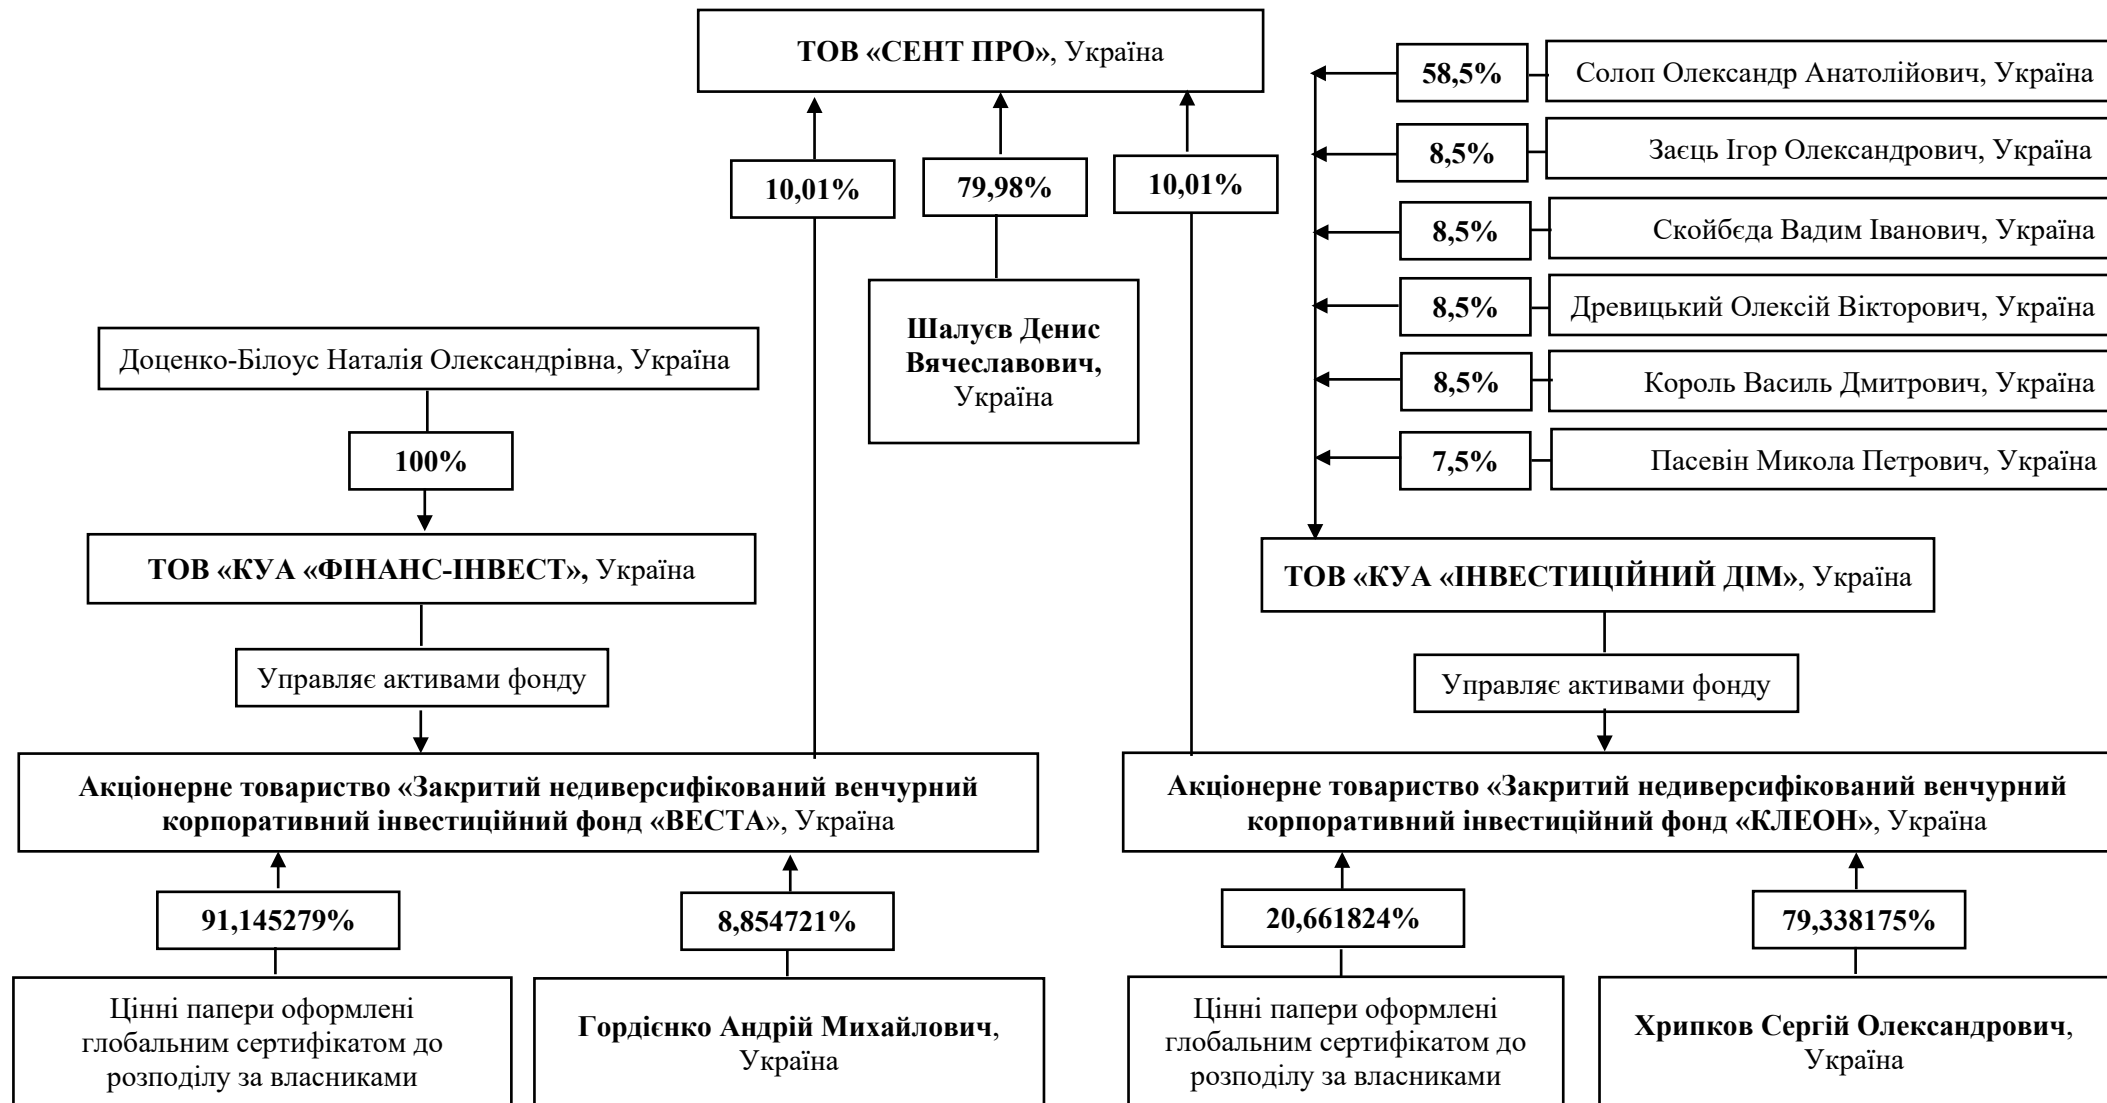 ТОВ «СЕНТ ПРО», Україна
58,5%
Солоп Олександр Анатолійович, Україна
8,5%
Заєць Ігор Олександрович, Україна
10,01%
79,98%
10,01%
8,5%
Скойбєда Вадим Іванович, Україна
8,5%
Древицький Олексій Вікторович, Україна
Шалуєв Денис
Вячеславович,
Україна
Доценко-Білоус Наталія Олександрівна, Україна
8,5%
Король Василь Дмитрович, Україна
100%
7,5%
Пасевін Микола Петрович, Україна
ТОВ «КУА «ФІНАНС-ІНВЕСТ», Україна
ТОВ «КУА «ІНВЕСТИЦІЙНИЙ ДІМ», Україна
Управляє активами фонду
Управляє активами фонду
Акціонерне товариство «Закритий недиверсифікований венчурний
корпоративний інвестиційний фонд «ВЕСТА», Україна
Акціонерне товариство «Закритий недиверсифікований венчурний
корпоративний інвестиційний фонд «КЛЕОН», Україна
91,145279%
8,854721%
20,661824%
79,338175%
Цінні папери оформлені
глобальним сертифікатом до
розподілу за власниками
Гордієнко Андрій Михайлович,
Україна
Цінні папери оформлені
глобальним сертифікатом до
розподілу за власниками
Хрипков Сергій Олександрович,
Україна